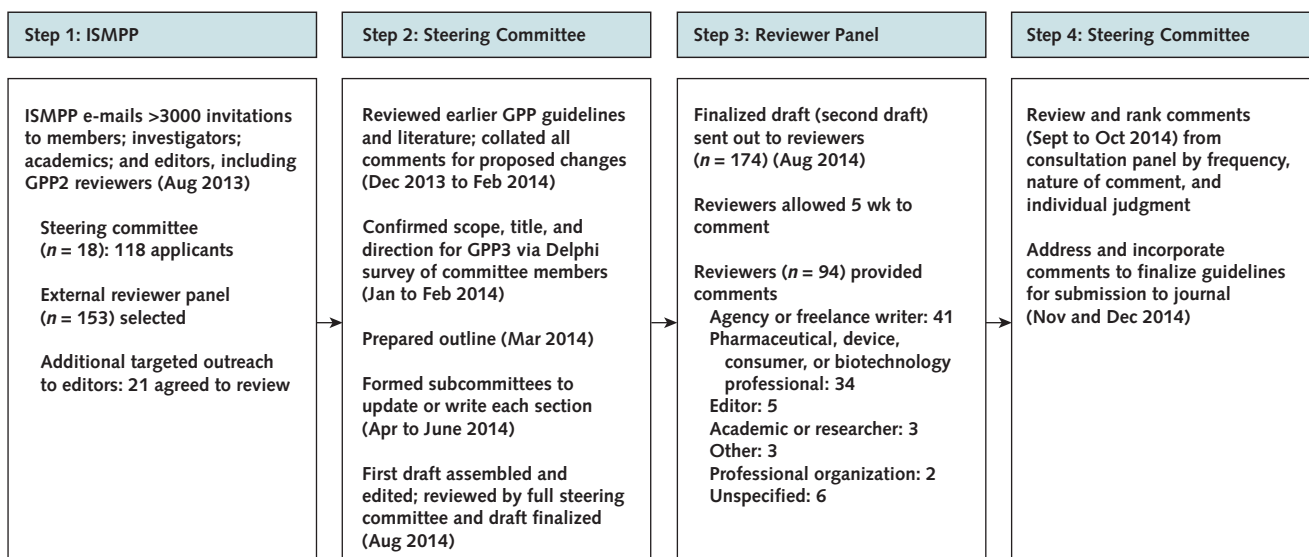 Step 1: ISMPP
ISMPP e-mails >3000 invitations
to members; investigators;
academics; and editors, including
GPP2 reviewers (Aug 2013)
Steering committee
(n = 18): 118 applicants
External reviewer panel
(n = 153) selected
Additional targeted outreach
to editors: 21 agreed to review
Step 2: Steering Committee
Reviewed earlier GPP guidelines
and literature; collated all
comments for proposed changes
(Dec 2013 to Feb 2014)
Confirmed scope, title, and
direction for GPP3 via Delphi
survey of committee members
(Jan to Feb 2014)
Prepared outline (Mar 2014)
Formed subcommittees to
update or write each section
(Apr to June 2014)
First draft assembled and
edited; reviewed by full steering
committee and draft finalized
(Aug 2014)
Step 3: Reviewer Panel
Finalized draft (second draft)
sent out to reviewers
(n = 174) (Aug 2014)
Reviewers allowed 5 wk to
comment
Reviewers (n = 94) provided
comments
Agency or freelance writer: 41
Pharmaceutical, device,
consumer, or biotechnology
professional: 34
Editor: 5
Academic or researcher: 3
Other: 3
Professional organization: 2
Unspecified: 6
Step 4: Steering Committee
Review and rank comments
(Sept to Oct 2014) from
consultation panel by frequency,
nature of comment, and
individual judgment
Address and incorporate
comments to finalize guidelines
for submission to journal
(Nov and Dec 2014)